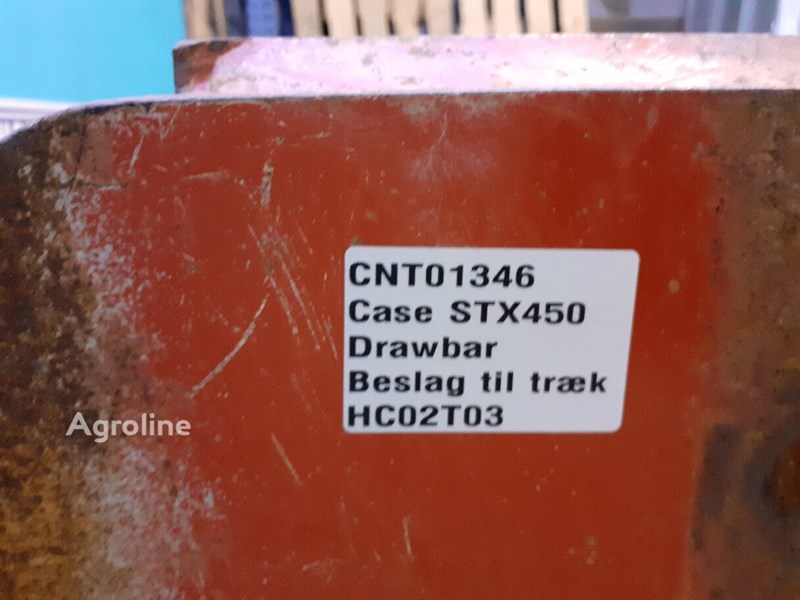 CNT01346
Case STX450
Drawbar
Beslag til træk
HC02T03
Agroline